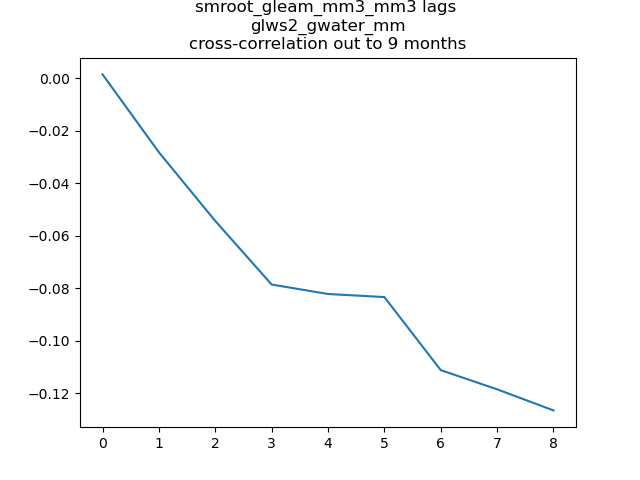 smroot_gleam_mm3_mm3 lags
glws2_gwater_mm
cross-correlation out to 9 months
0.00
−0.02
−0.04
−0.06
−0.08
−0.10
−0.12
0 1 2 3 4 5 6 7 8